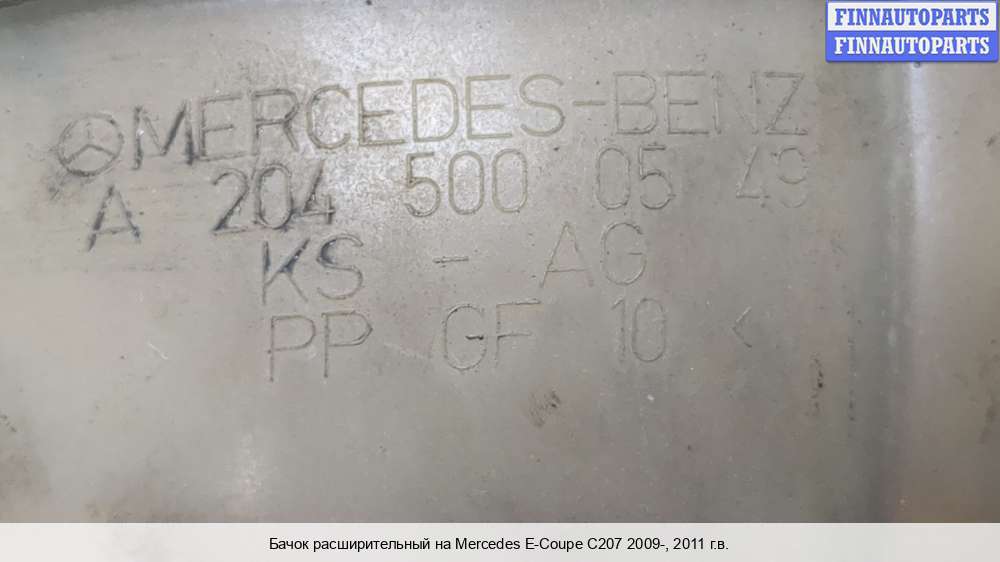 FINNAUTOPARTS
FINNAUTOPARTS
MERCEDES-BENZ
A 204 500 05 49
KS - AG
PP GF 10 <
Бачок расширительный на Mercedes E-Coupe C207 2009-, 2011 г.в.